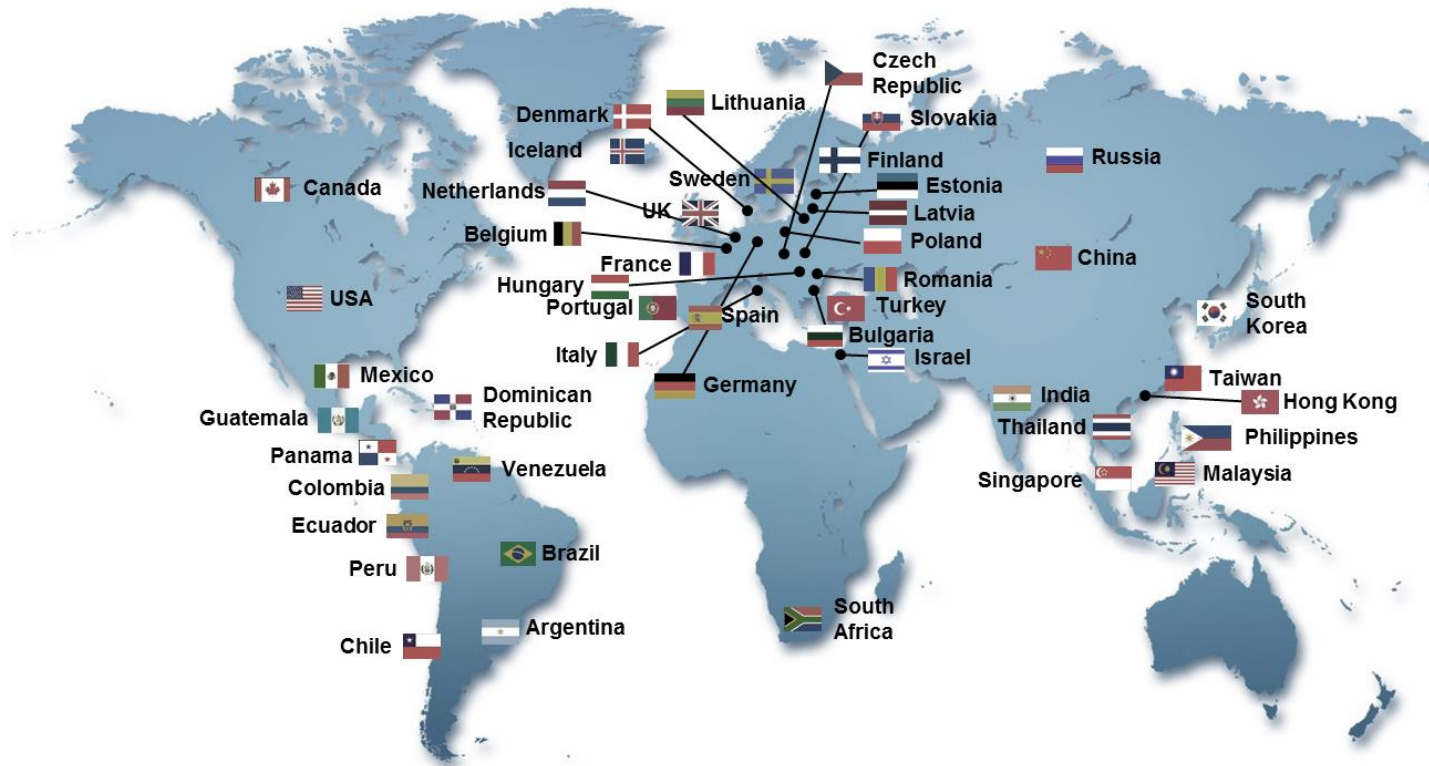 Czech
Republic
Lithuania
Denmark
Slovakia
Iceland
Finland
Russia
Sweden
Canada
Netherlands
Estonia
UK
Latvia
Belgium
Poland
China
France
Hungary
Romania
USA
Portugal
Spain
Turkey
South
Korea
Bulgaria
Italy
Israel
Mexico
Germany
Taiwan
Dominican
Republic
India
Hong Kong
Guatemala
Thailand
Philippines
Panama
Venezuela
Singapore
Malaysia
Colombia
Ecuador
Brazil
Peru
South
Africa
Argentina
Chile